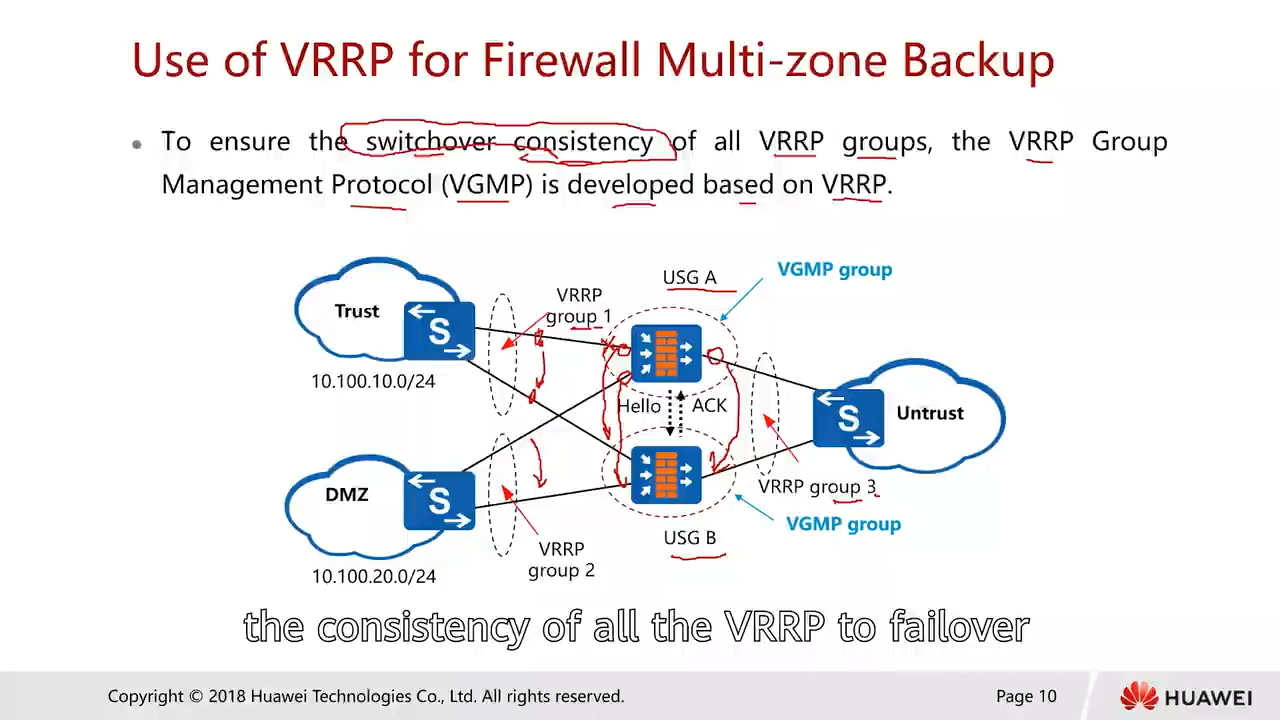 Use of VRRP for Firewall Multi-zone Backup
• To ensure the switchover consistency of all VRRP groups, the VRRP Group
Management Protocol (VGMP) is developed based on VRRP.
VGMP group
USG A
VRRP
group 1
Trust
S
10.100.10.0/24
Hello
ACK
S
Untrust
DMZ
S
VRRP group 3
VGMP group
USG B
VRRP
group 2
10.100.20.0/24
the consistency of all the VRRP to failover
Copyright © 2018 Huawei Technologies Co., Ltd. All rights reserved.
Page 10
HUAWEI